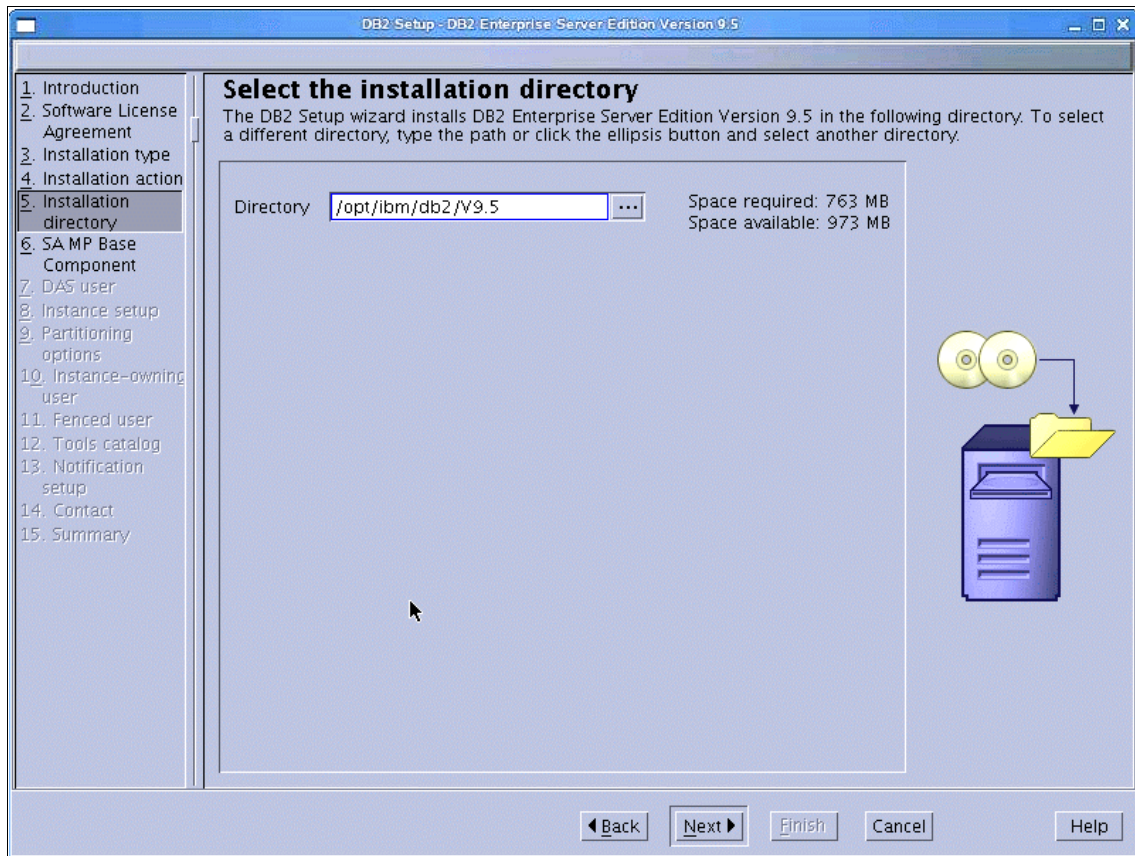 DB2 Setup - DB2 Enterprise Server Edition Version 9.5
1. Introduction
2. Software License
Agreement
3. Installation type
4. Installation action
5. Installation
directory
6. SA MP Base
Component
7. DAS user
8. Instance setup
9. Partitioning
options
10. Instance-owning
user
11. Fenced user
12. Tools catalog
13. Notification
setup
14. Contact
15. Summary
Select the installation directory
The DB2 Setup wizard installs DB2 Enterprise Server Edition Version 9.5 in the following directory. To select
a different directory, type the path or click the ellipsis button and select another directory.
Directory /opt/ibm/db2/V9.5 ... Space required: 763 MB
Space available: 973 MB
Back Next Finish Cancel Help